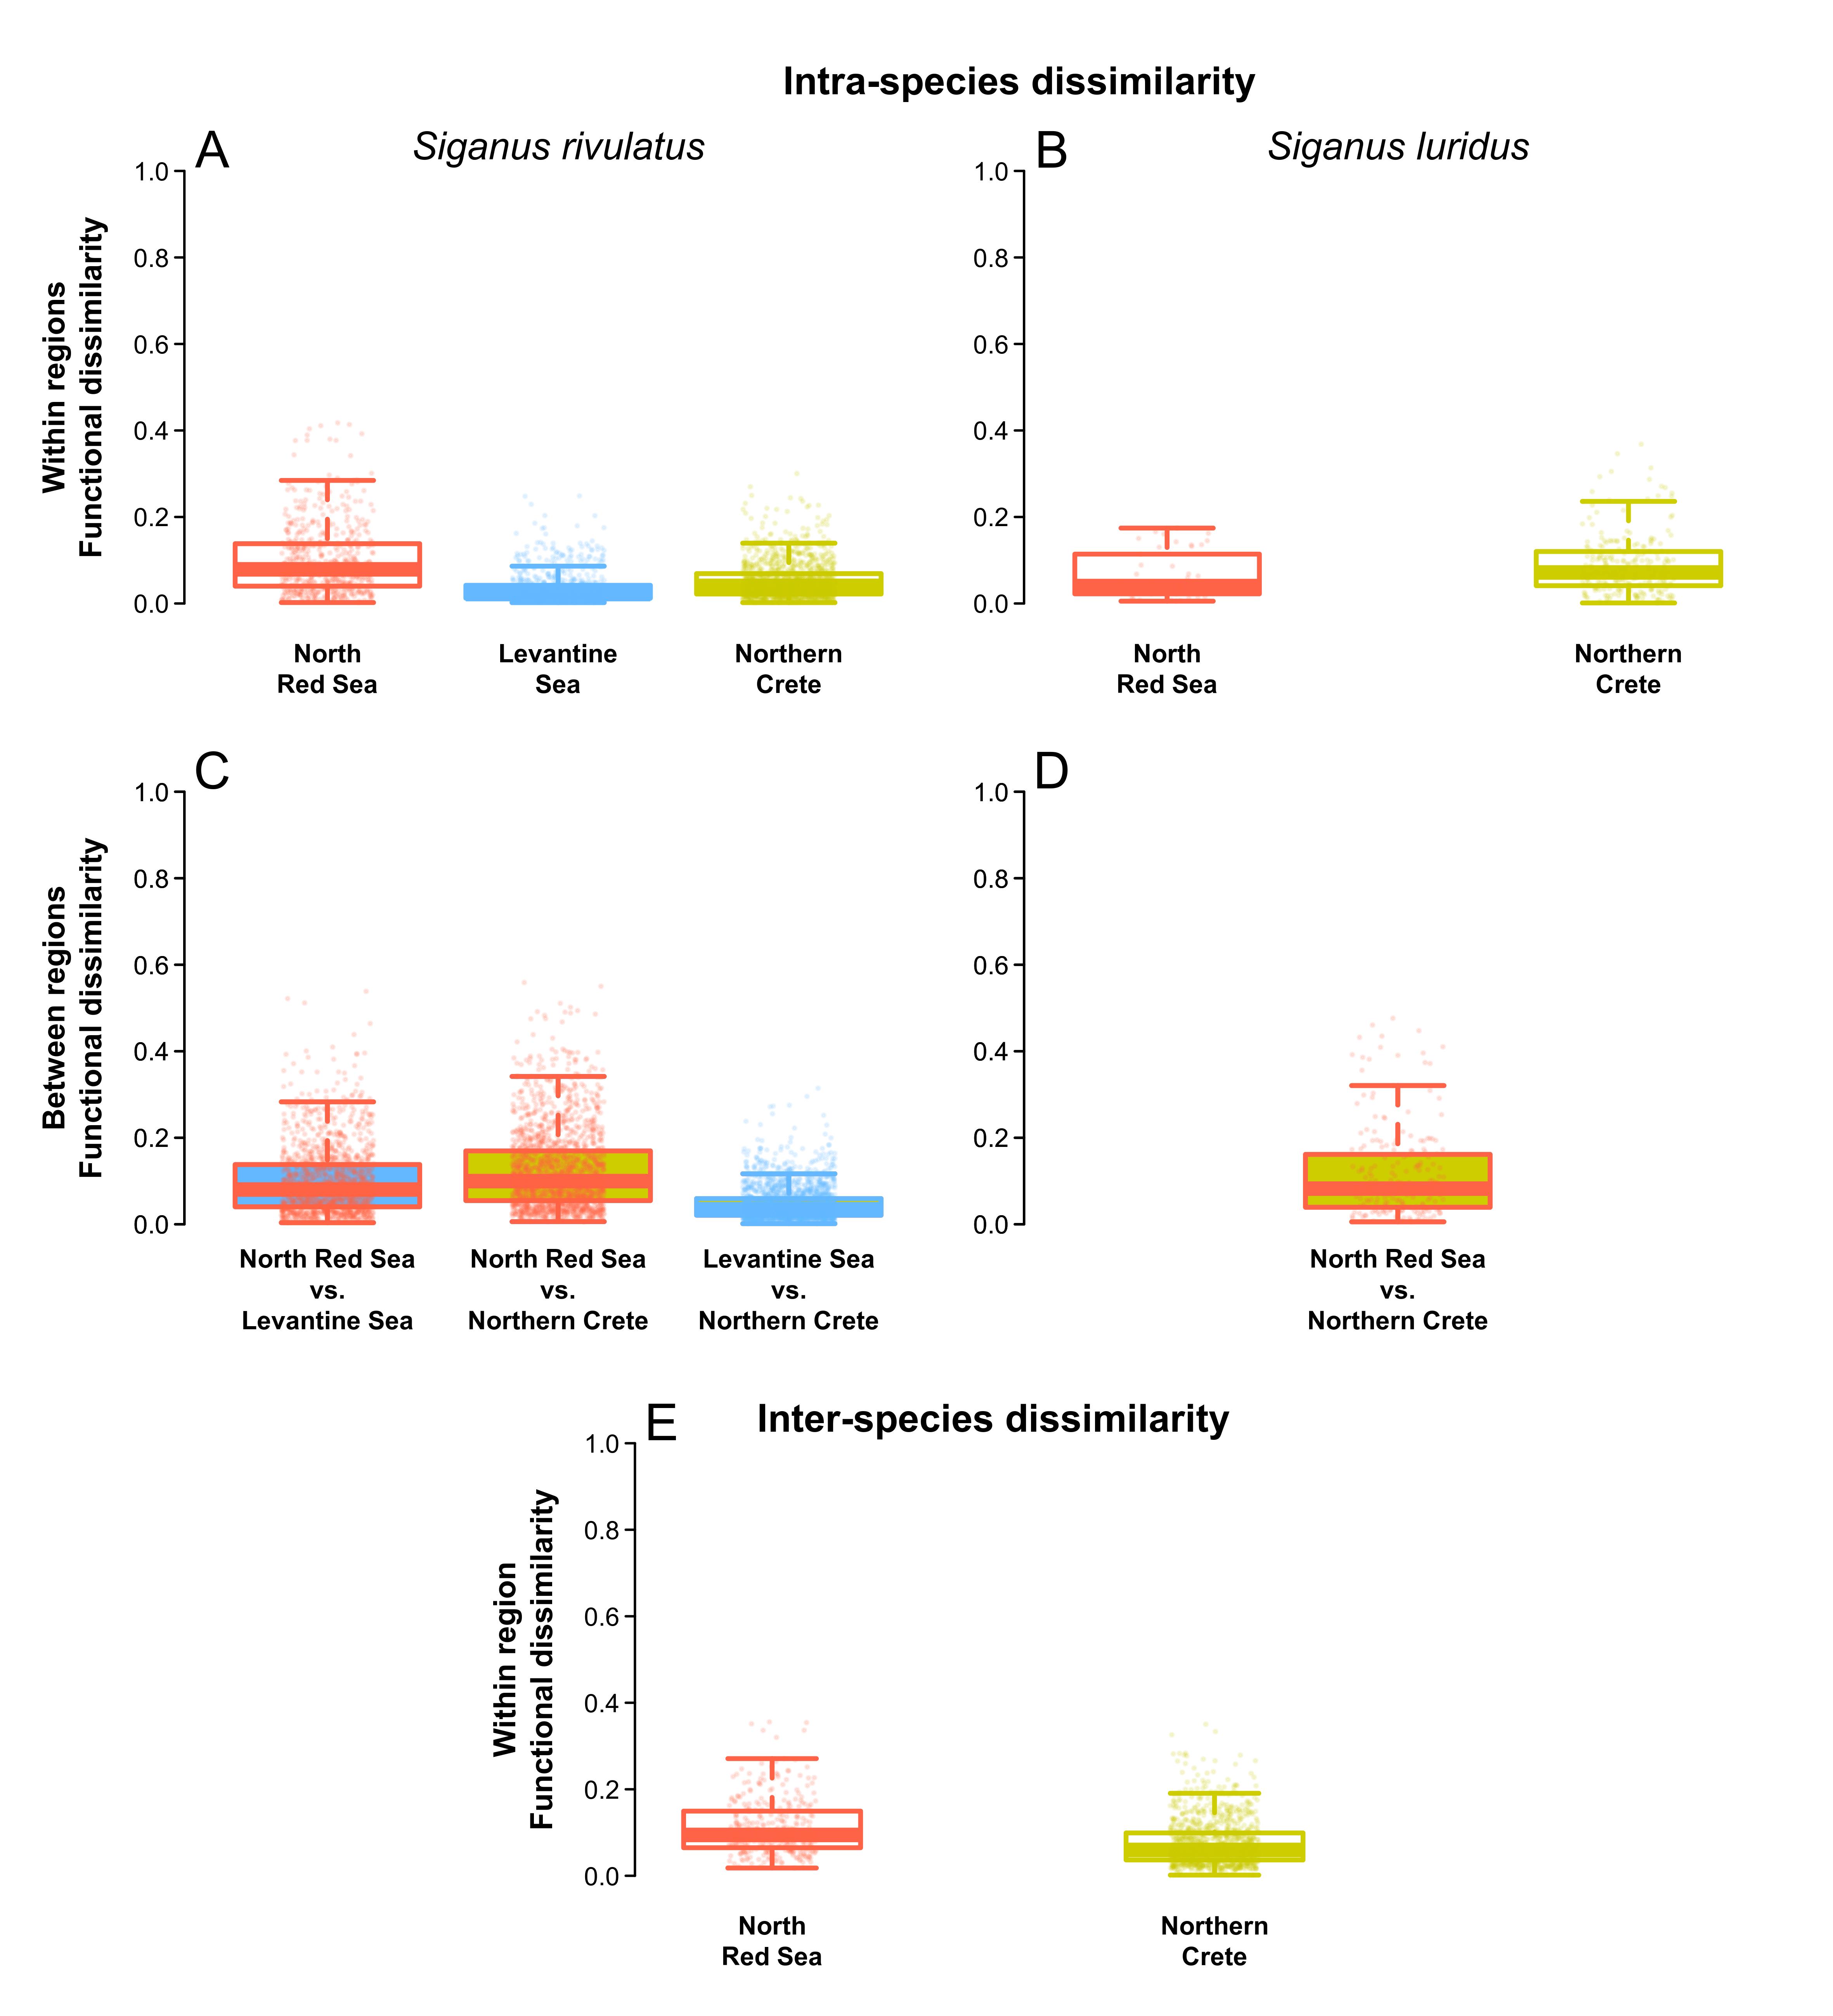 Intra-species dissimilarity
A
Siganus rivulatus
B
Siganus luridus
Within regions
Functional dissimilarity
1.0
0.8
0.6
0.4
0.2
0.0
North
Red Sea
Levantine
Sea
Northern
Crete
1.0
0.8
0.6
0.4
0.2
0.0
North
Red Sea
Northern
Crete
C
Between regions
Functional dissimilarity
1.0
0.8
0.6
0.4
0.2
0.0
North Red Sea
vs.
Levantine Sea
North Red Sea
vs.
Northern Crete
Levantine Sea
vs.
Northern Crete
D
1.0
0.8
0.6
0.4
0.2
0.0
North Red Sea
vs.
Northern Crete
E
Inter-species dissimilarity
Within region
Functional dissimilarity
1.0
0.8
0.6
0.4
0.2
0.0
North
Red Sea
Northern
Crete